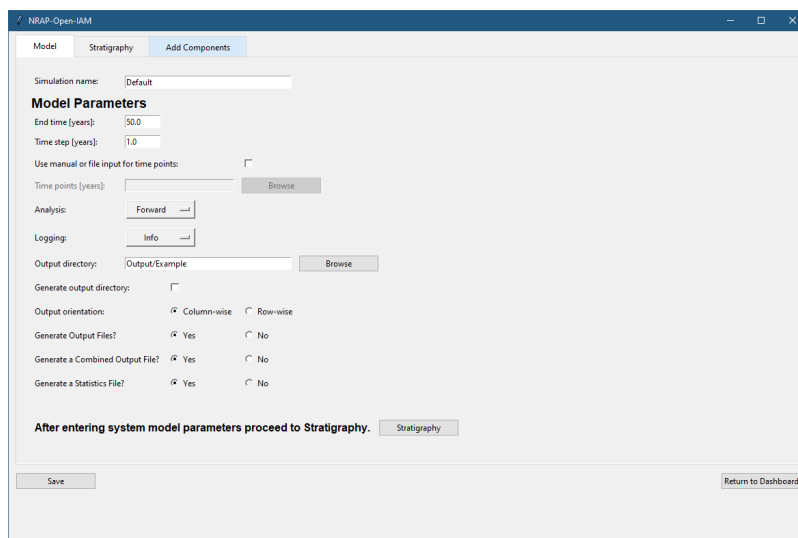 NRAP-Open-IAM
Model Stratigraphy Add Components
Simulation name: Default
Model Parameters
End time [years]: 50.0
Time step [years]: 1.0
Use manual or file input for time points:
Time points [years]: Browse
Analysis: Forward
Logging: Info
Output directory: Output/Example Browse
Generate output directory:
Output orientation: Column-wise Row-wise
Generate Output Files? Yes No
Generate a Combined Output File? Yes No
Generate a Statistics File? Yes No
After entering system model parameters proceed to Stratigraphy. Stratigraphy
Save Return to Dashboard